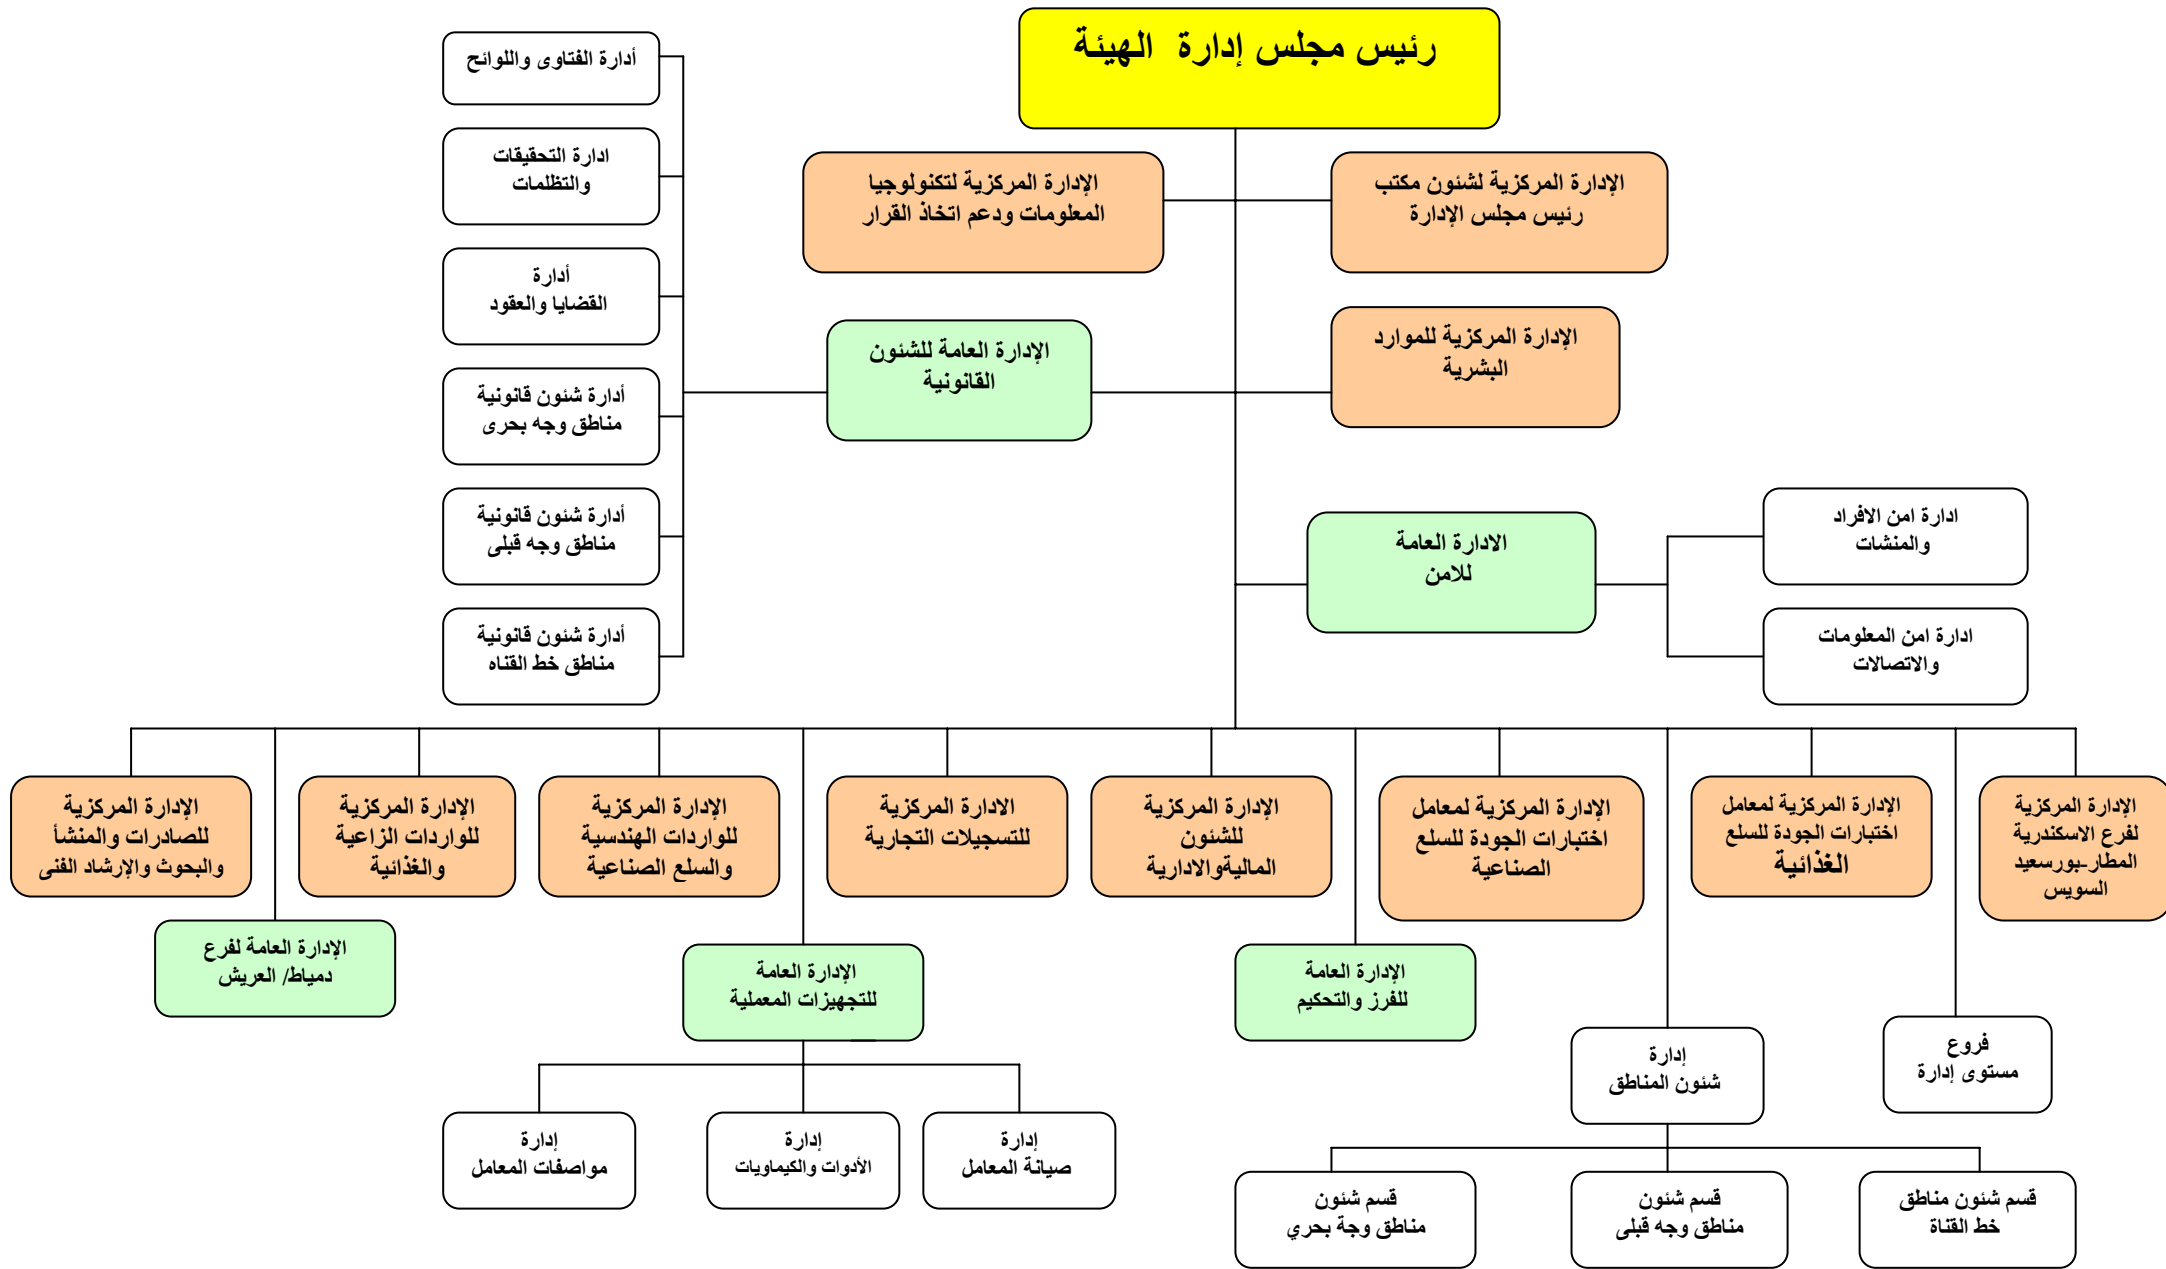 رئيس مجلس إدارة الهيئة
الإدارة المركزية لشئون مكتب
رئيس مجلس الإدارة
الإدارة المركزية لتكنولوجيا
المعلومات ودعم اتخاذ القرار
الإدارة المركزية للموارد
البشرية
الإدارة العامة للشئون
القانونية
أدارة الفتاوى واللوائح
ادارة التحقيقات
والتظلمات
أدارة
القضايا والعقود
أدارة شئون قانونية
مناطق وجه بحرى
أدارة شئون قانونية
مناطق وجه قبلى
أدارة شئون قانونية
مناطق خط القناه
الادارة العامة
للامن
ادارة امن الافراد
والمنشات
ادارة امن المعلومات
والاتصالات
الإدارة المركزية
لفرع الاسكندرية
المطار-بورسعيد
السويس
الإدارة المركزية لمعامل
اختبارات الجودة للسلع
الغذائية
الإدارة المركزية لمعامل
اختبارات الجودة للسلع
الصناعية
الإدارة المركزية
للشئون
الماليةوالادارية
الادارة المركزية
للتسجيلات التجارية
الإدارة المركزية
للواردات الهندسية
والسلع الصناعية
الإدارة المركزية
للواردات الزاعية
والغذائية
الإدارة المركزية
للصادرات والمنشأ
والبحوث والإرشاد الفنى
فروع
مستوى إدارة
إدارة
شئون المناطق
الإدارة العامة
للفرز والتحكيم
الإدارة العامة
للتجهيزات المعملية
الإدارة العامة لفرع
دمياط/ العريش
قسم شئون مناطق
خط القناة
قسم شئون
مناطق وجه قبلى
قسم شئون
مناطق وجة بحري
إدارة
صيانة المعامل
إدارة
الأدوات والكيماويات
إدارة
مواصفات المعامل